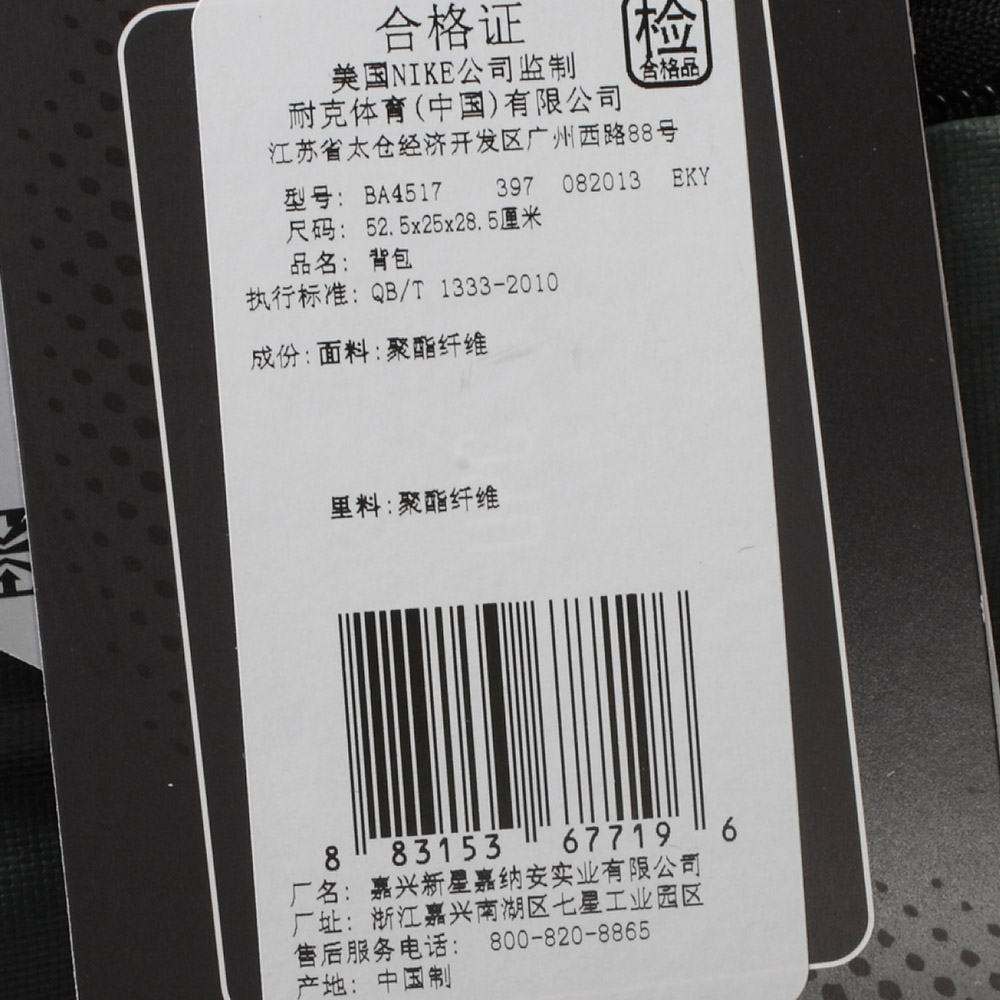 合格证
检
合格品
美国NIKE公司监制
耐克体育(中国)有限公司
江苏省太仓经济开发区广州西路88号
型号: BA4517 397 082013 EKY
尺码: 52.5x25x28.5厘米
品名: 背包
执行标准: QB/T 1333-2010
成份: 面料: 聚酯纤维
里料: 聚酯纤维
8 83153 67719 6
厂名: 嘉兴新星嘉纳安实业有限公司
厂址: 浙江嘉兴南湖区七星工业园区
售后服务电话: 800-820-8865
产地: 中国制